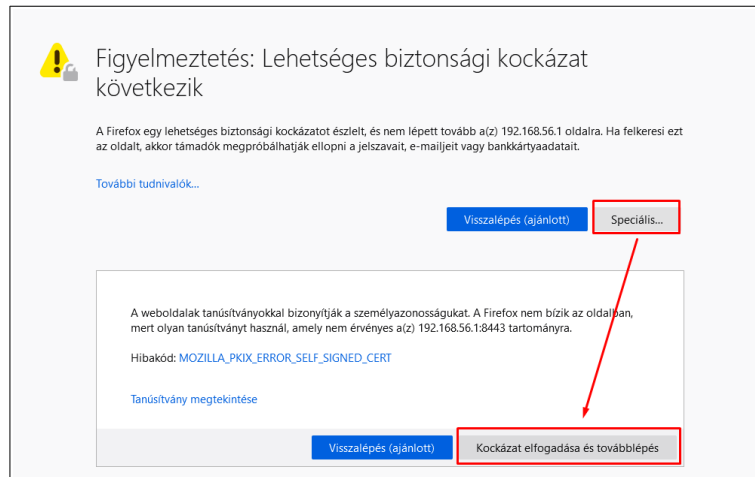 Figyelmeztetés: Lehetséges biztonsági kockázat
következik
A Firefox egy lehetséges biztonsági kockázatot észlelt, és nem lépett tovább a(z) 192.168.56.1 oldalra. Ha felkeresi ezt
az oldalt, akkor támadók megpróbálhatják ellopni a jelszavait, e-mailjeit vagy bankkártyaadatait.
További tudnivalók...
Visszalépés (ajánlott)
Speciális...
A weboldalak tanúsítványokkal bizonyítják a személyazonosságukat. A Firefox nem bízik az oldalban,
mert olyan tanúsítványt használ, amely nem érvényes a(z) 192.168.56.1:8443 tartományra.
Hibakód: MOZILLA_PKIX_ERROR_SELF_SIGNED_CERT
Tanúsítvány megtekintése
Visszalépés (ajánlott)
Kockázat elfogadása és továbblépés